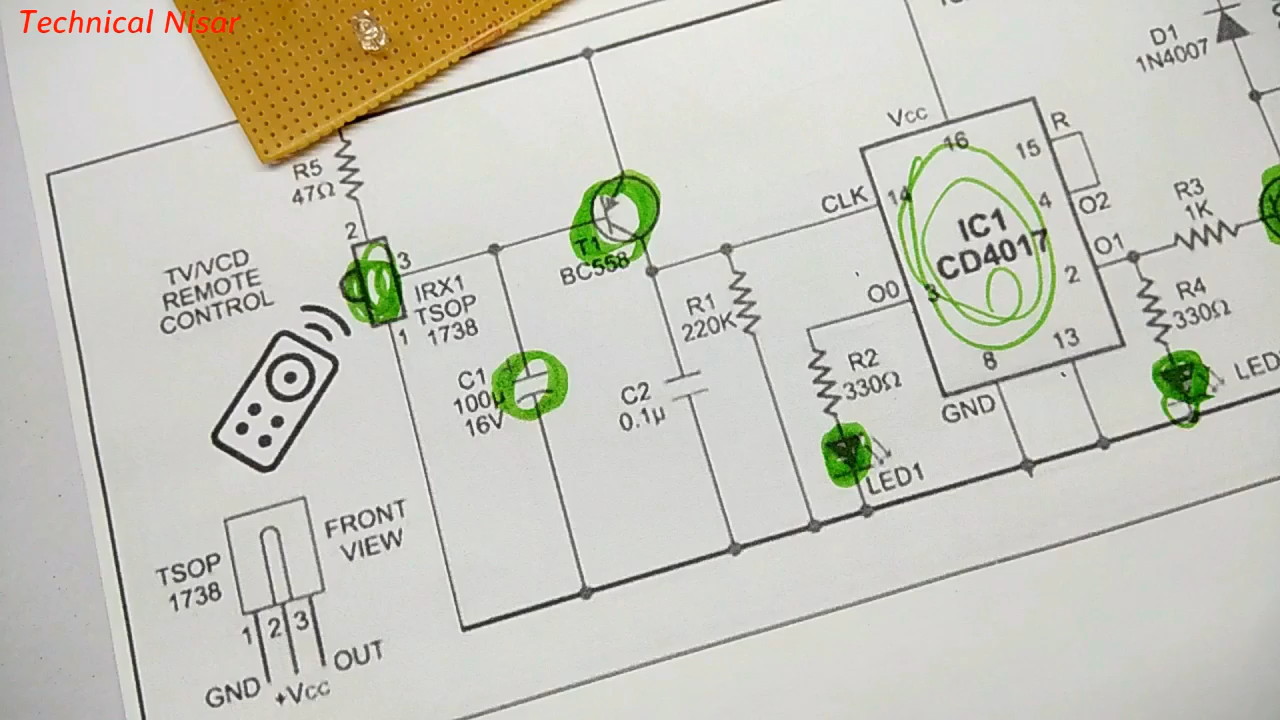 Technical Nisar
D1
1N4007
R5
47Ω
Vcc
16
15
R
TV/VCD
REMOTE
CONTROL
2
3
1
IRX1
TSOP
1738
T1
BC558
CLK
14
IC1
CD4017
4
O2
R3
1K
O1
2
O0
3
R1
220K
R4
330Ω
C1
100µ
16V
C2
0.1µ
R2
330Ω
8
13
GND
LED
LED1
FRONT
VIEW
TSOP
1738
1 2 3
GND
+Vcc
OUT